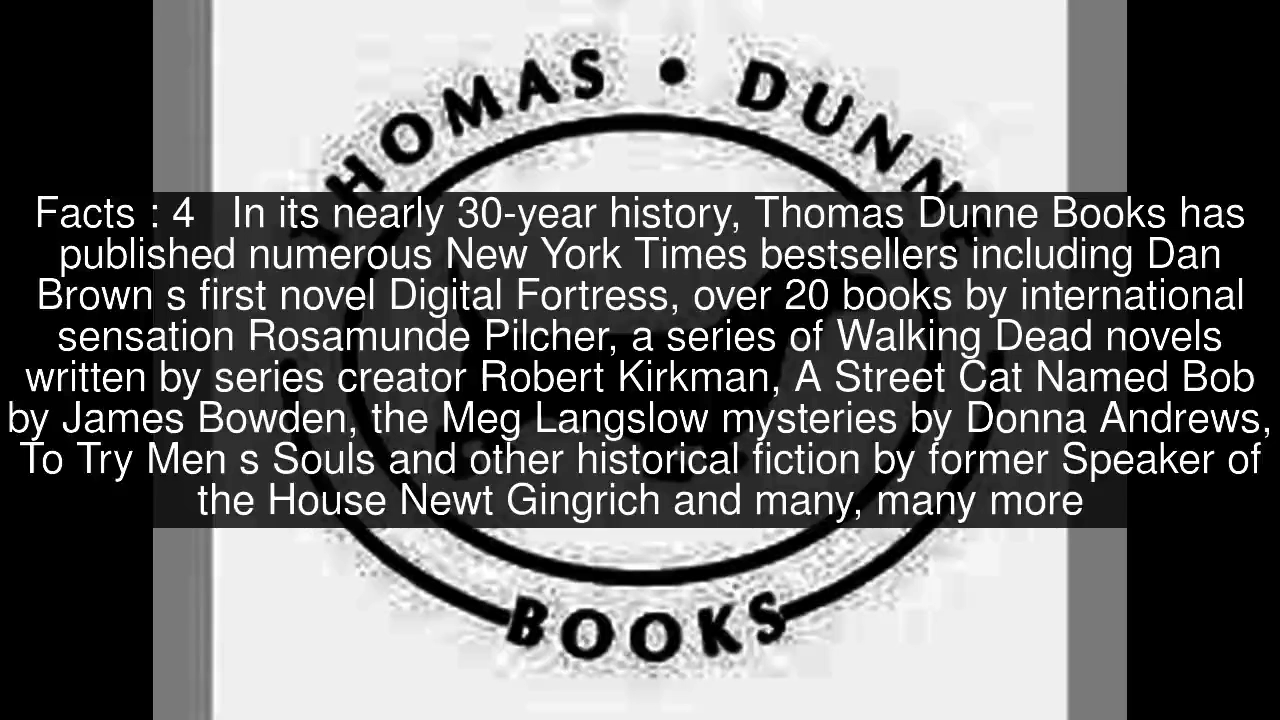 THOMAS • DUNNE
Facts : 4 In its nearly 30-year history, Thomas Dunne Books has
published numerous New York Times bestsellers including Dan
Brown s first novel Digital Fortress, over 20 books by international
sensation Rosamunde Pilcher, a series of Walking Dead novels
written by series creator Robert Kirkman, A Street Cat Named Bob
by James Bowden, the Meg Langslow mysteries by Donna Andrews,
To Try Men s Souls and other historical fiction by former Speaker of
the House Newt Gingrich and many, many more
BOOKS